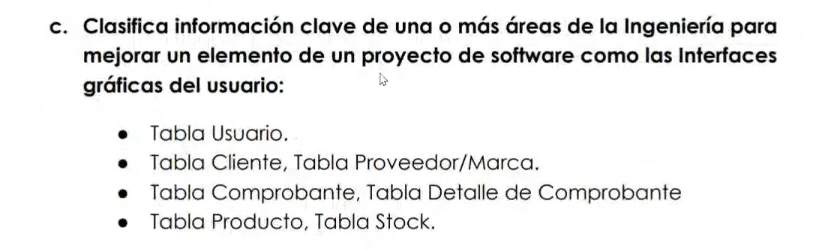 c. Clasifica información clave de una o más áreas de la Ingeniería para
mejorar un elemento de un proyecto de software como las Interfaces
gráficas del usuario:
• Tabla Usuario.
• Tabla Cliente, Tabla Proveedor/Marca.
• Tabla Comprobante, Tabla Detalle de Comprobante
• Tabla Producto, Tabla Stock.